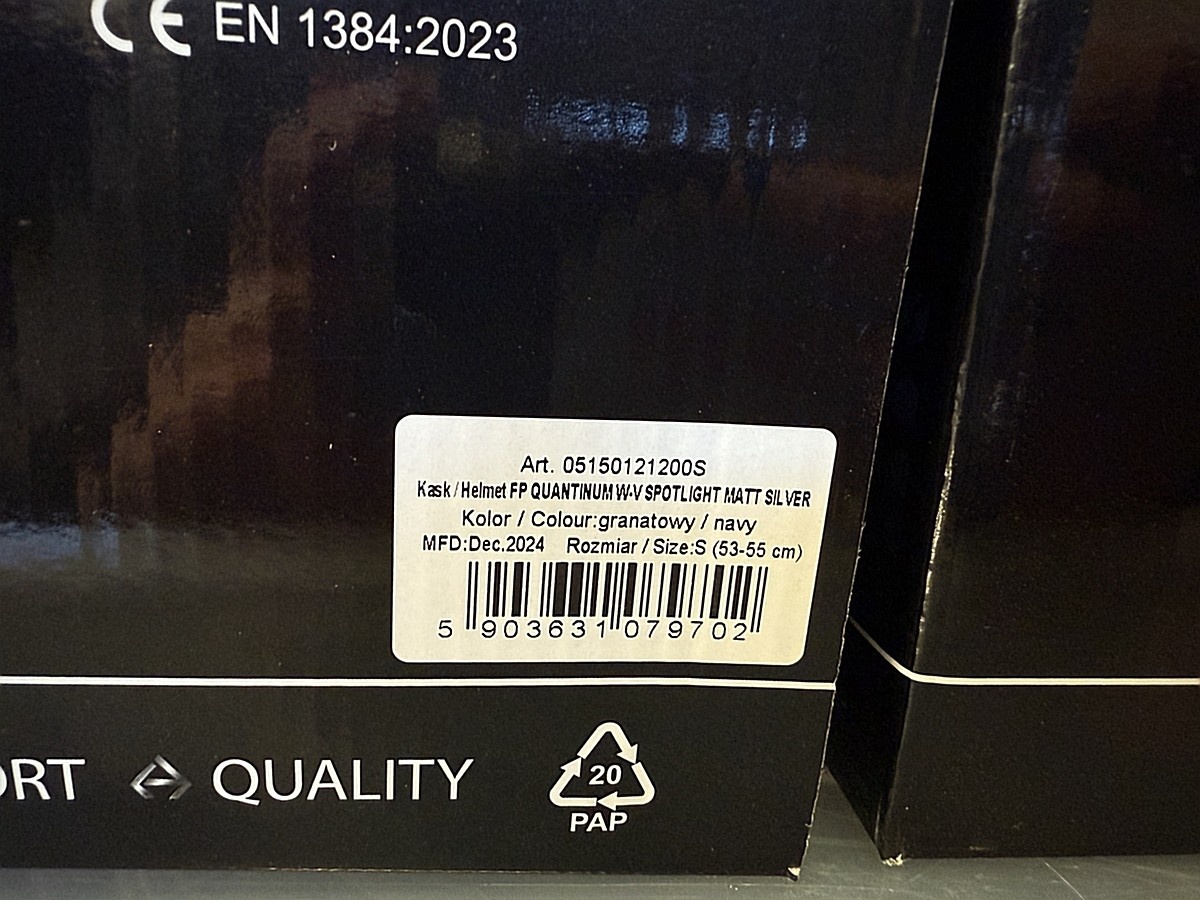 CE EN 1384:2023
Art. 05150121200S
Kask / Helmet FP QUANTINUM W-V SPOTLIGHT MATT SILVER
Kolor / Colour:granatowy / navy
MFD:Dec.2024 Rozmiar / Size:S (53-55 cm)
5 903631 079702
ORT QUALITY
20
PAP